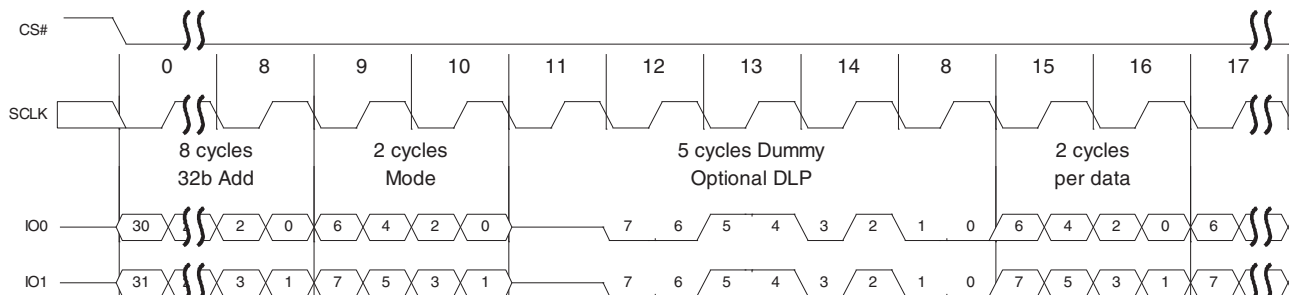 CS#
0 8 9 10 11 12 13 14 8 15 16 17
SCLK
8 cycles 2 cycles 5 cycles Dummy 2 cycles
32b Add Mode Optional DLP per data
IO0 30 2 0 6 4 2 0 7 6 5 4 3 2 1 0 6 4 2 0 6
IO1 31 3 1 7 5 3 1 7 6 5 4 3 2 1 0 7 5 3 1 7